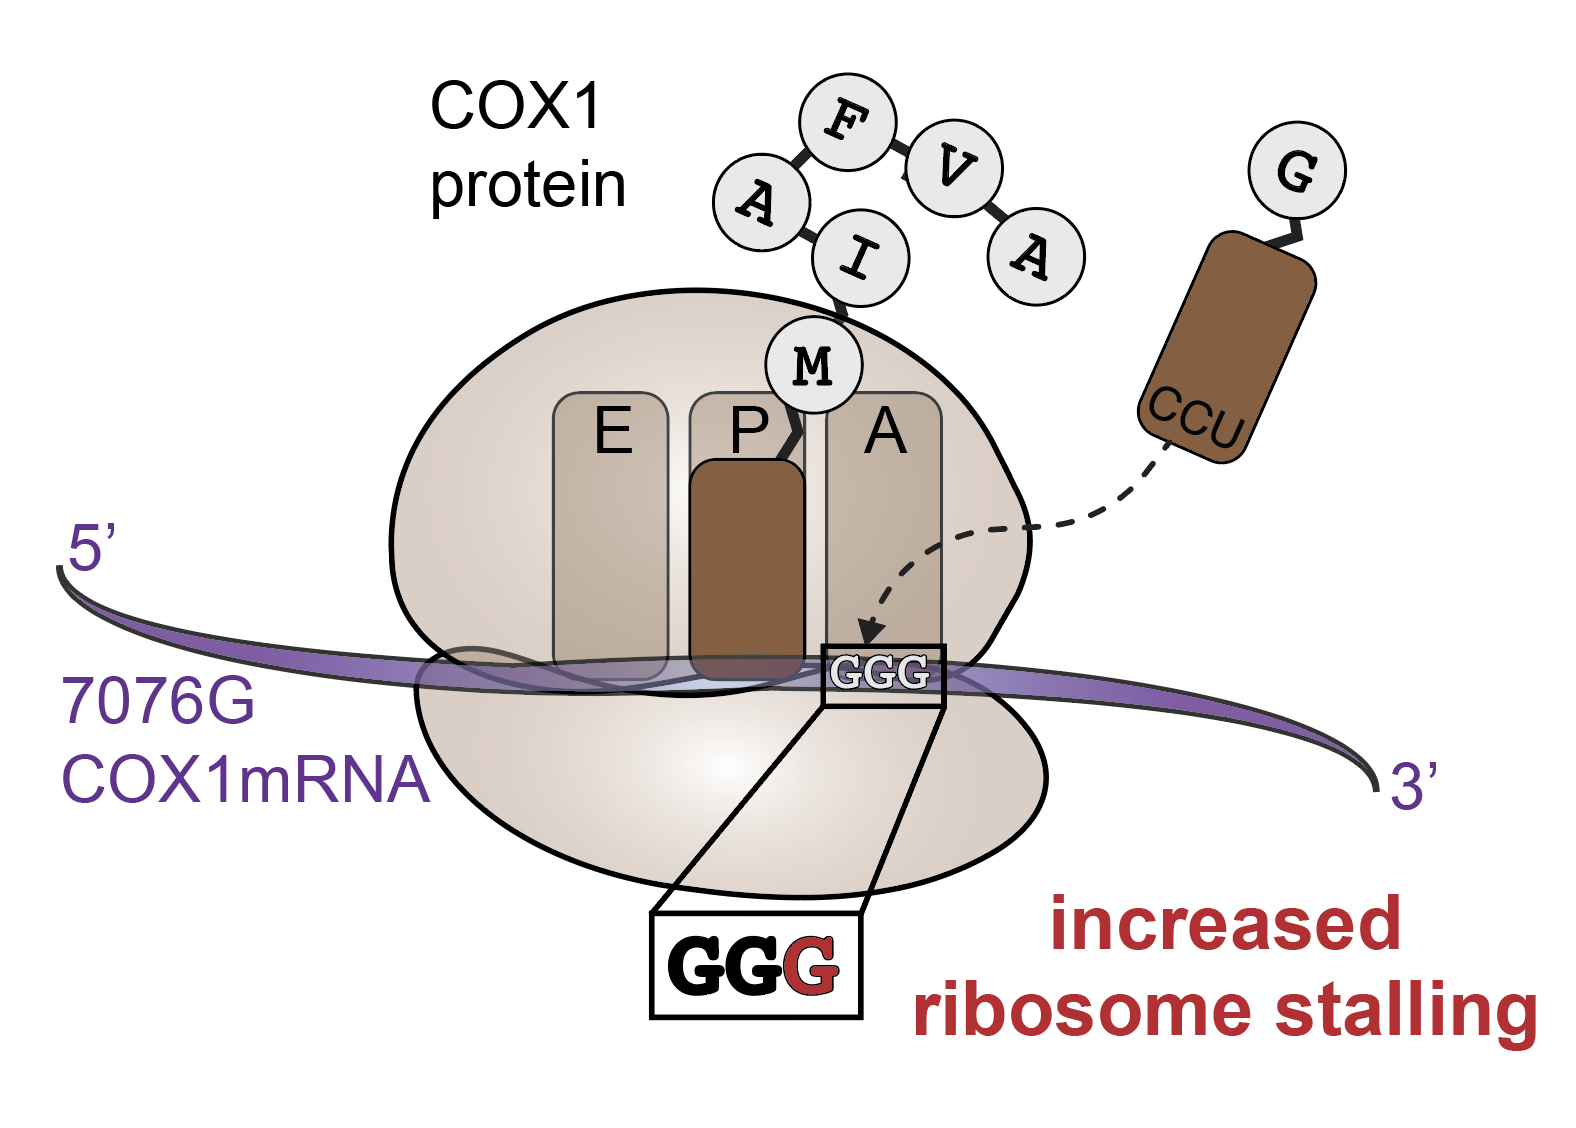 COX1
protein
F
V
A
I
A
M
G
CCU
E P A
5’
GGG
7076G
COX1mRNA
3’
GGG
increased
ribosome stalling